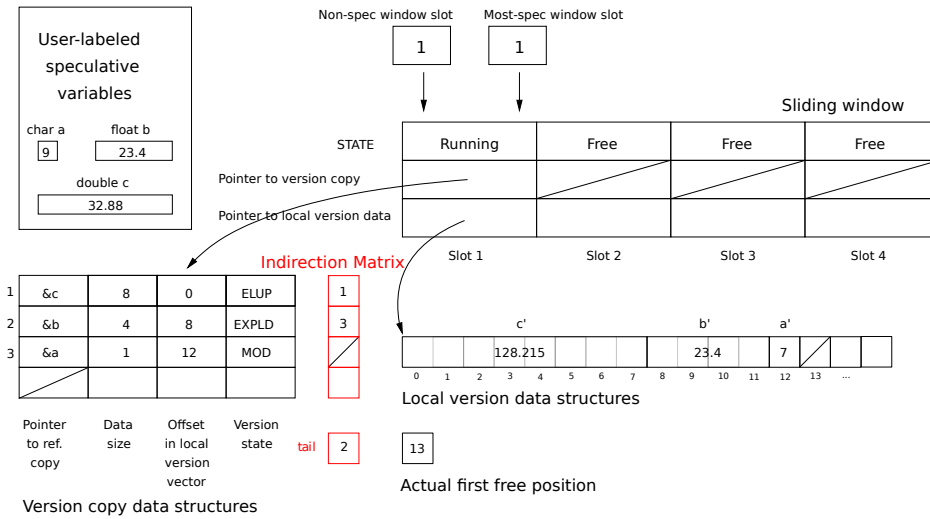 Non-spec window slot
Most-spec window slot
1
1
User-labeled
speculative
variables
char a
float b
9
23.4
double c
32.88
Sliding window
STATE
Running
Free
Free
Free
Pointer to version copy
Pointer to local version data
Slot 1
Slot 2
Slot 3
Slot 4
Indirection Matrix
1
&c
8
0
ELUP
1
2
&b
4
8
EXPLD
3
3
&a
1
12
MOD
c'
b'
a'
128.215
23.4
7
0
1
2
3
4
5
6
7
8
9
10
11
12
13
...
Local version data structures
Pointer
to ref.
copy
Data
size
Offset
in local
version
vector
Version
state
tail
2
13
Actual first free position
Version copy data structures